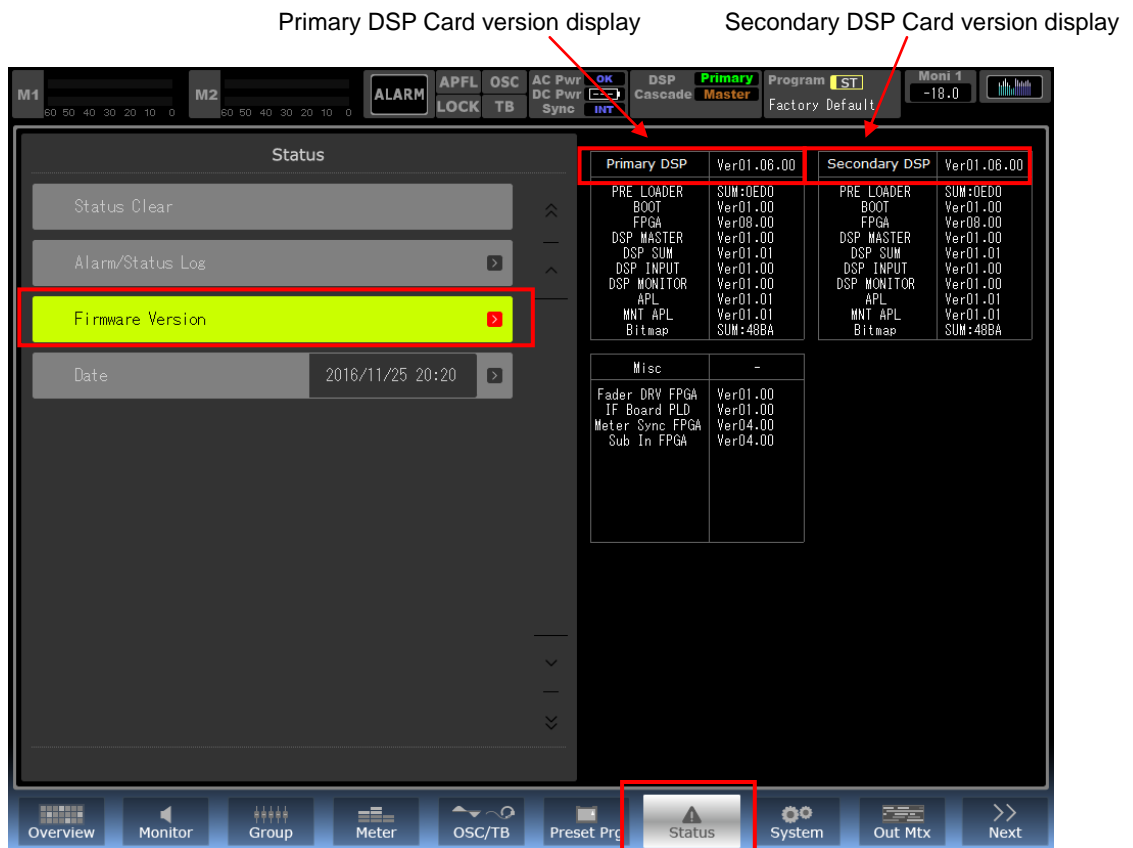 Primary DSP Card version display Secondary DSP Card version display
M1 60 50 40 30 20 10 0 M2 60 50 40 30 20 10 0 ALARM APFL OSC AC Pwr OK DSP Primary Program ST Moni 1
LOCK TB DC Pwr --- Cascade Master Factory Default -18.0
Sync INT
Status
Status Clear
Alarm/Status Log
Firmware Version
Date 2016/11/25 20:20
Primary DSP Ver01.06.00
PRE LOADER SUM:0ED0
BOOT Ver01.00
FPGA Ver08.00
DSP MASTER Ver01.00
DSP SUM Ver01.01
DSP INPUT Ver01.00
DSP MONITOR Ver01.00
APL Ver01.01
MNT APL Ver01.01
Bitmap SUM:48BA
Secondary DSP Ver01.06.00
PRE LOADER SUM:0ED0
BOOT Ver01.00
FPGA Ver08.00
DSP MASTER Ver01.00
DSP SUM Ver01.01
DSP INPUT Ver01.00
DSP MONITOR Ver01.00
APL Ver01.01
MNT APL Ver01.01
Bitmap SUM:48BA
Misc -
Fader DRV FPGA Ver01.00
IF Board PLD Ver01.00
Meter Sync FPGA Ver04.00
Sub In FPGA Ver04.00
Overview Monitor Group Meter OSC/TB Preset Prg Status System Out Mtx Next